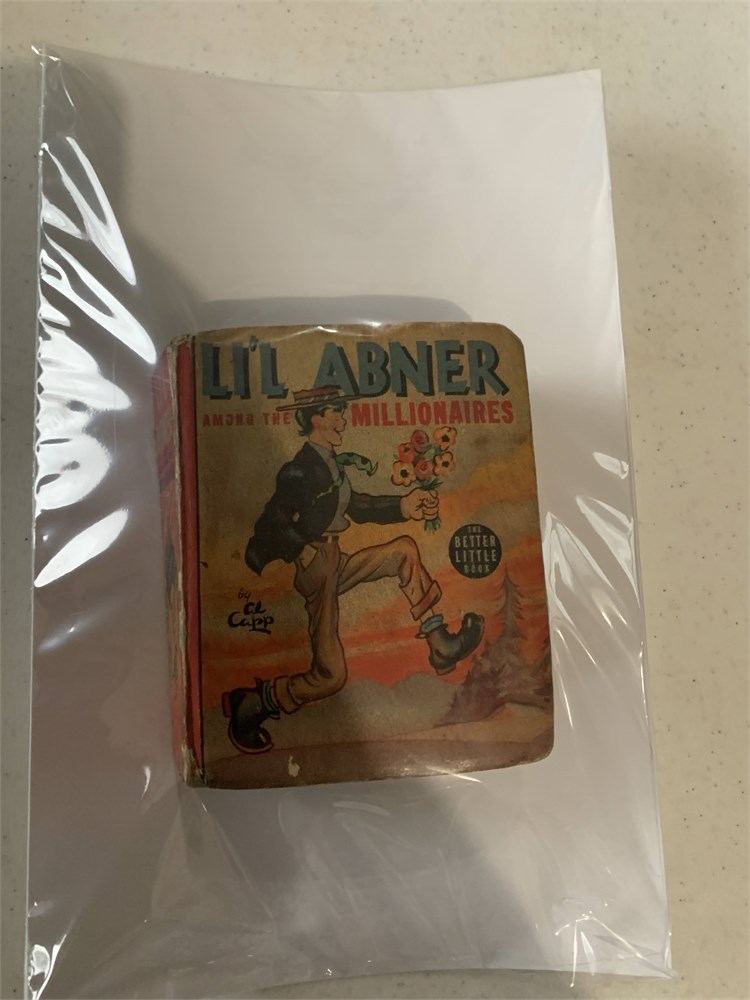 LI'L ABNER
AMONG THE MILLIONAIRES
THE
BETTER
LITTLE
BOOK
by
AL
CAPP